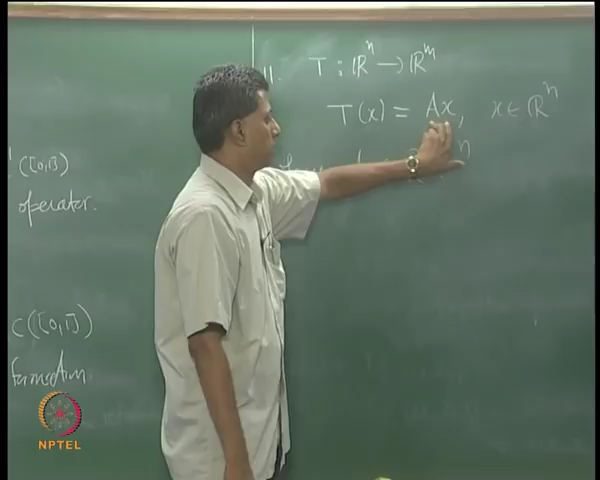 ([0,1])
operator.
C([0,1])
formation.
11. T : ℝⁿ → ℝᵐ
T(x) = Ax, x ∈ ℝⁿ
n
NPTEL